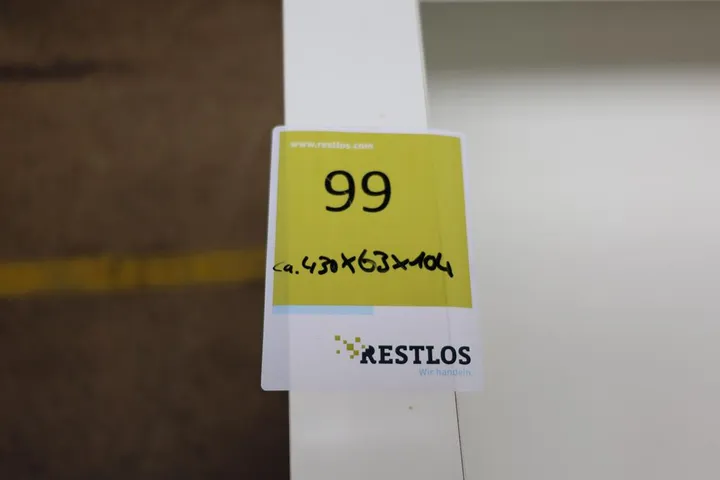 www.restlos.com
99
ca. 430x63x104
RESTLOS
Wir handeln